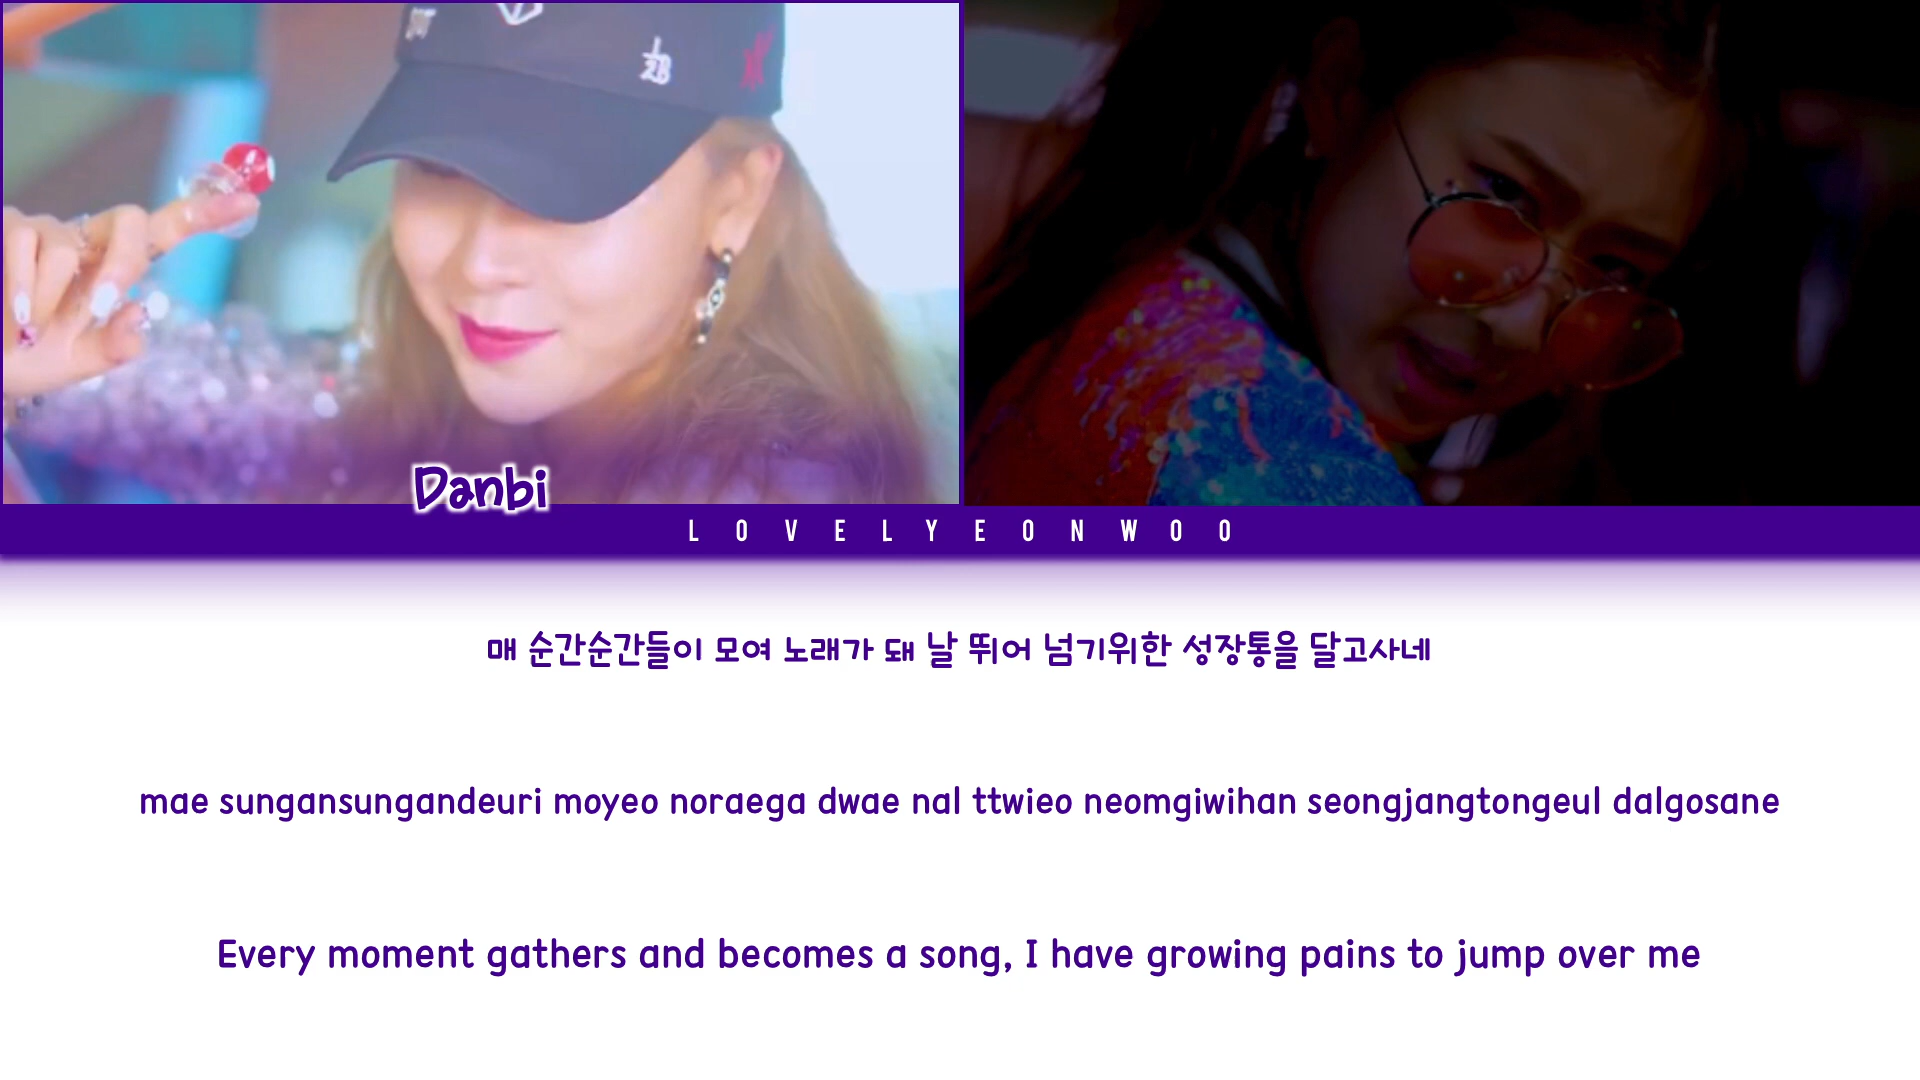 Danbi
LOVELYEONWOO
매 순간순간들이 모여 노래가 돼 날 뛰어 넘기위한 성장통을 달고사네
mae sungansungandeuri moyeo noraega dwae nal ttwieo neomgiwihan seongjangtongeul dalgosane
Every moment gathers and becomes a song, I have growing pains to jump over me